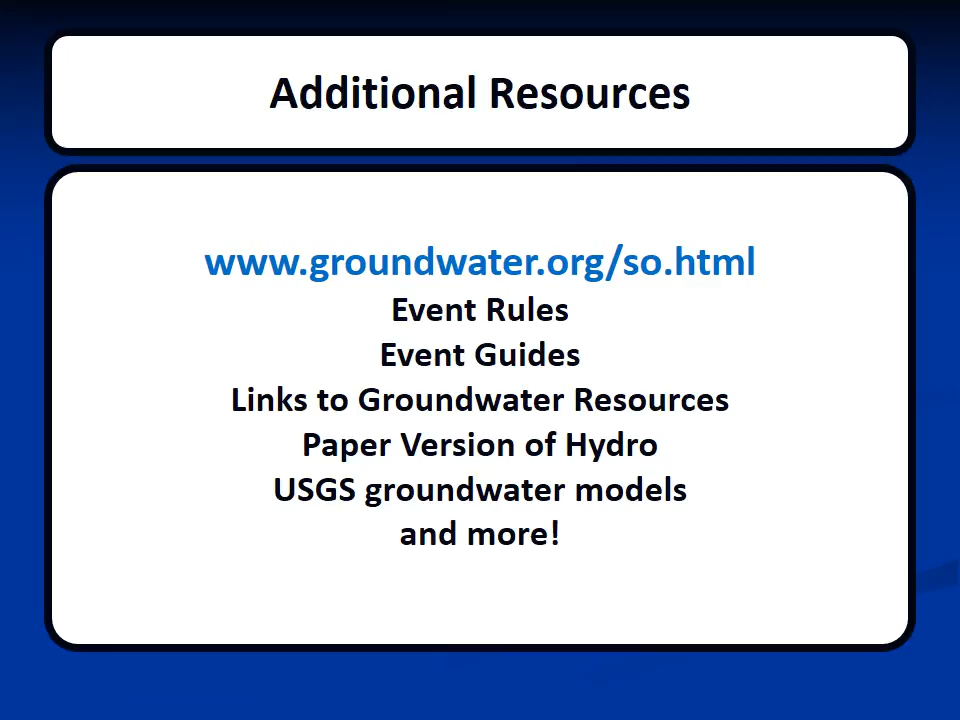 Additional Resources
www.groundwater.org/so.html
Event Rules
Event Guides
Links to Groundwater Resources
Paper Version of Hydro
USGS groundwater models
and more!